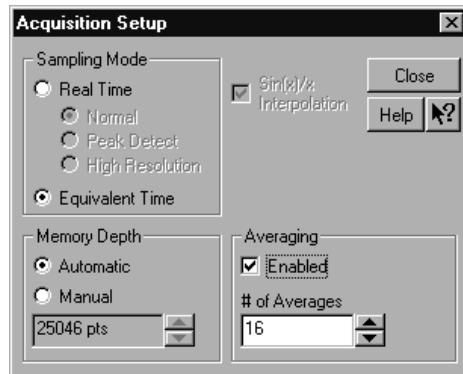 Acquisition Setup
Sampling Mode
Real Time
Normal
Peak Detect
High Resolution
Equivalent Time
Sin(x)/x
Interpolation
Close
Help
?
Memory Depth
Automatic
Manual
25046 pts
Averaging
Enabled
# of Averages
16